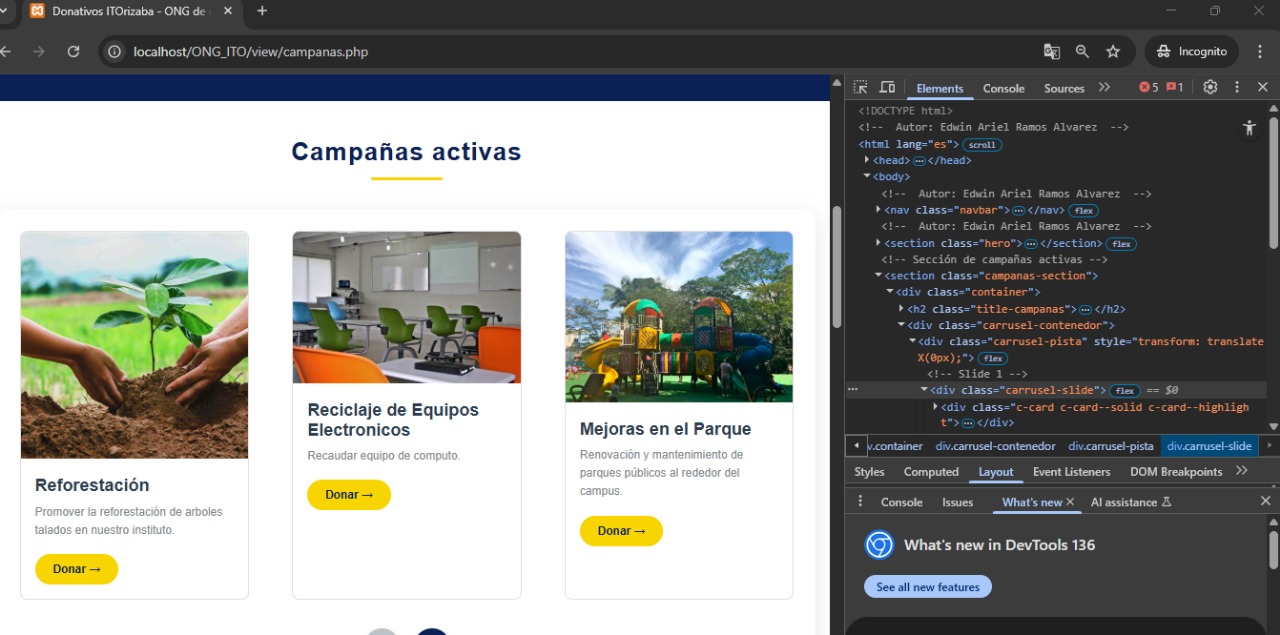 Donativos ITOrizaba - ONG de
localhost/ONG_ITO/view/campanas.php
Incognito
Campañas activas
Reforestación
Promover la reforestación de arboles
talados en nuestro instituto.
Donar →
Reciclaje de Equipos
Electronicos
Recaudar equipo de computo.
Donar →
Mejoras en el Parque
Renovación y mantenimiento de
parques públicos al rededor del
campus.
Donar →
Elements Console Sources 5 1
<!DOCTYPE html>
<!-- Autor: Edwin Ariel Ramos Alvarez -->
<html lang="es"> scroll
<head> ⋯ </head>
<body>
<!-- Autor: Edwin Ariel Ramos Alvarez -->
<nav class="navbar"> ⋯ </nav> flex
<!-- Autor: Edwin Ariel Ramos Alvarez -->
<section class="hero"> ⋯ </section> flex
<!-- Sección de campañas activas -->
<section class="campanas-section">
<div class="container">
<h2 class="title-campanas"> ⋯ </h2>
<div class="carrusel-contenedor">
<div class="carrusel-pista" style="transform: translate
X(0px);"> flex
<!-- Slide 1 -->
<div class="carrusel-slide"> flex == $0
<div class="c-card c-card--solid c-card--highligh
t"> ⋯ </div>
v.container div.carrusel-contenedor div.carrusel-pista div.carrusel-slide
Styles Computed Layout Event Listeners DOM Breakpoints
Console Issues What's new AI assistance
What's new in DevTools 136
See all new features